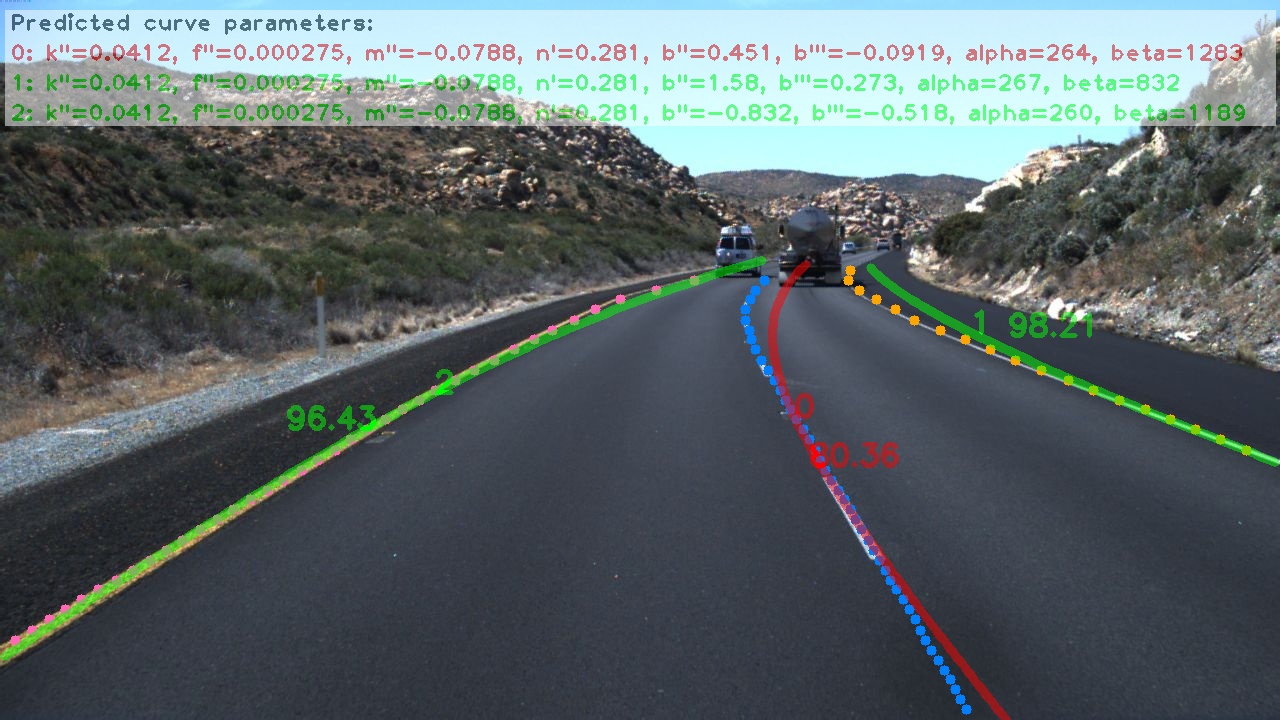 Predicted curve parameters:
0: k''=0.0412, f''=0.000275, m''=−0.0788, n'=0.281, b''=0.451, b'''=−0.0919, alpha=264, beta=1283
1: k''=0.0412, f''=0.000275, m''=−0.0788, n'=0.281, b''=1.58, b'''=0.273, alpha=267, beta=832
2: k''=0.0412, f''=0.000275, m''=−0.0788, n'=0.281, b''=−0.832, b'''=−0.518, alpha=260, beta=1189
1 98.21
2
96.43
0
80.36